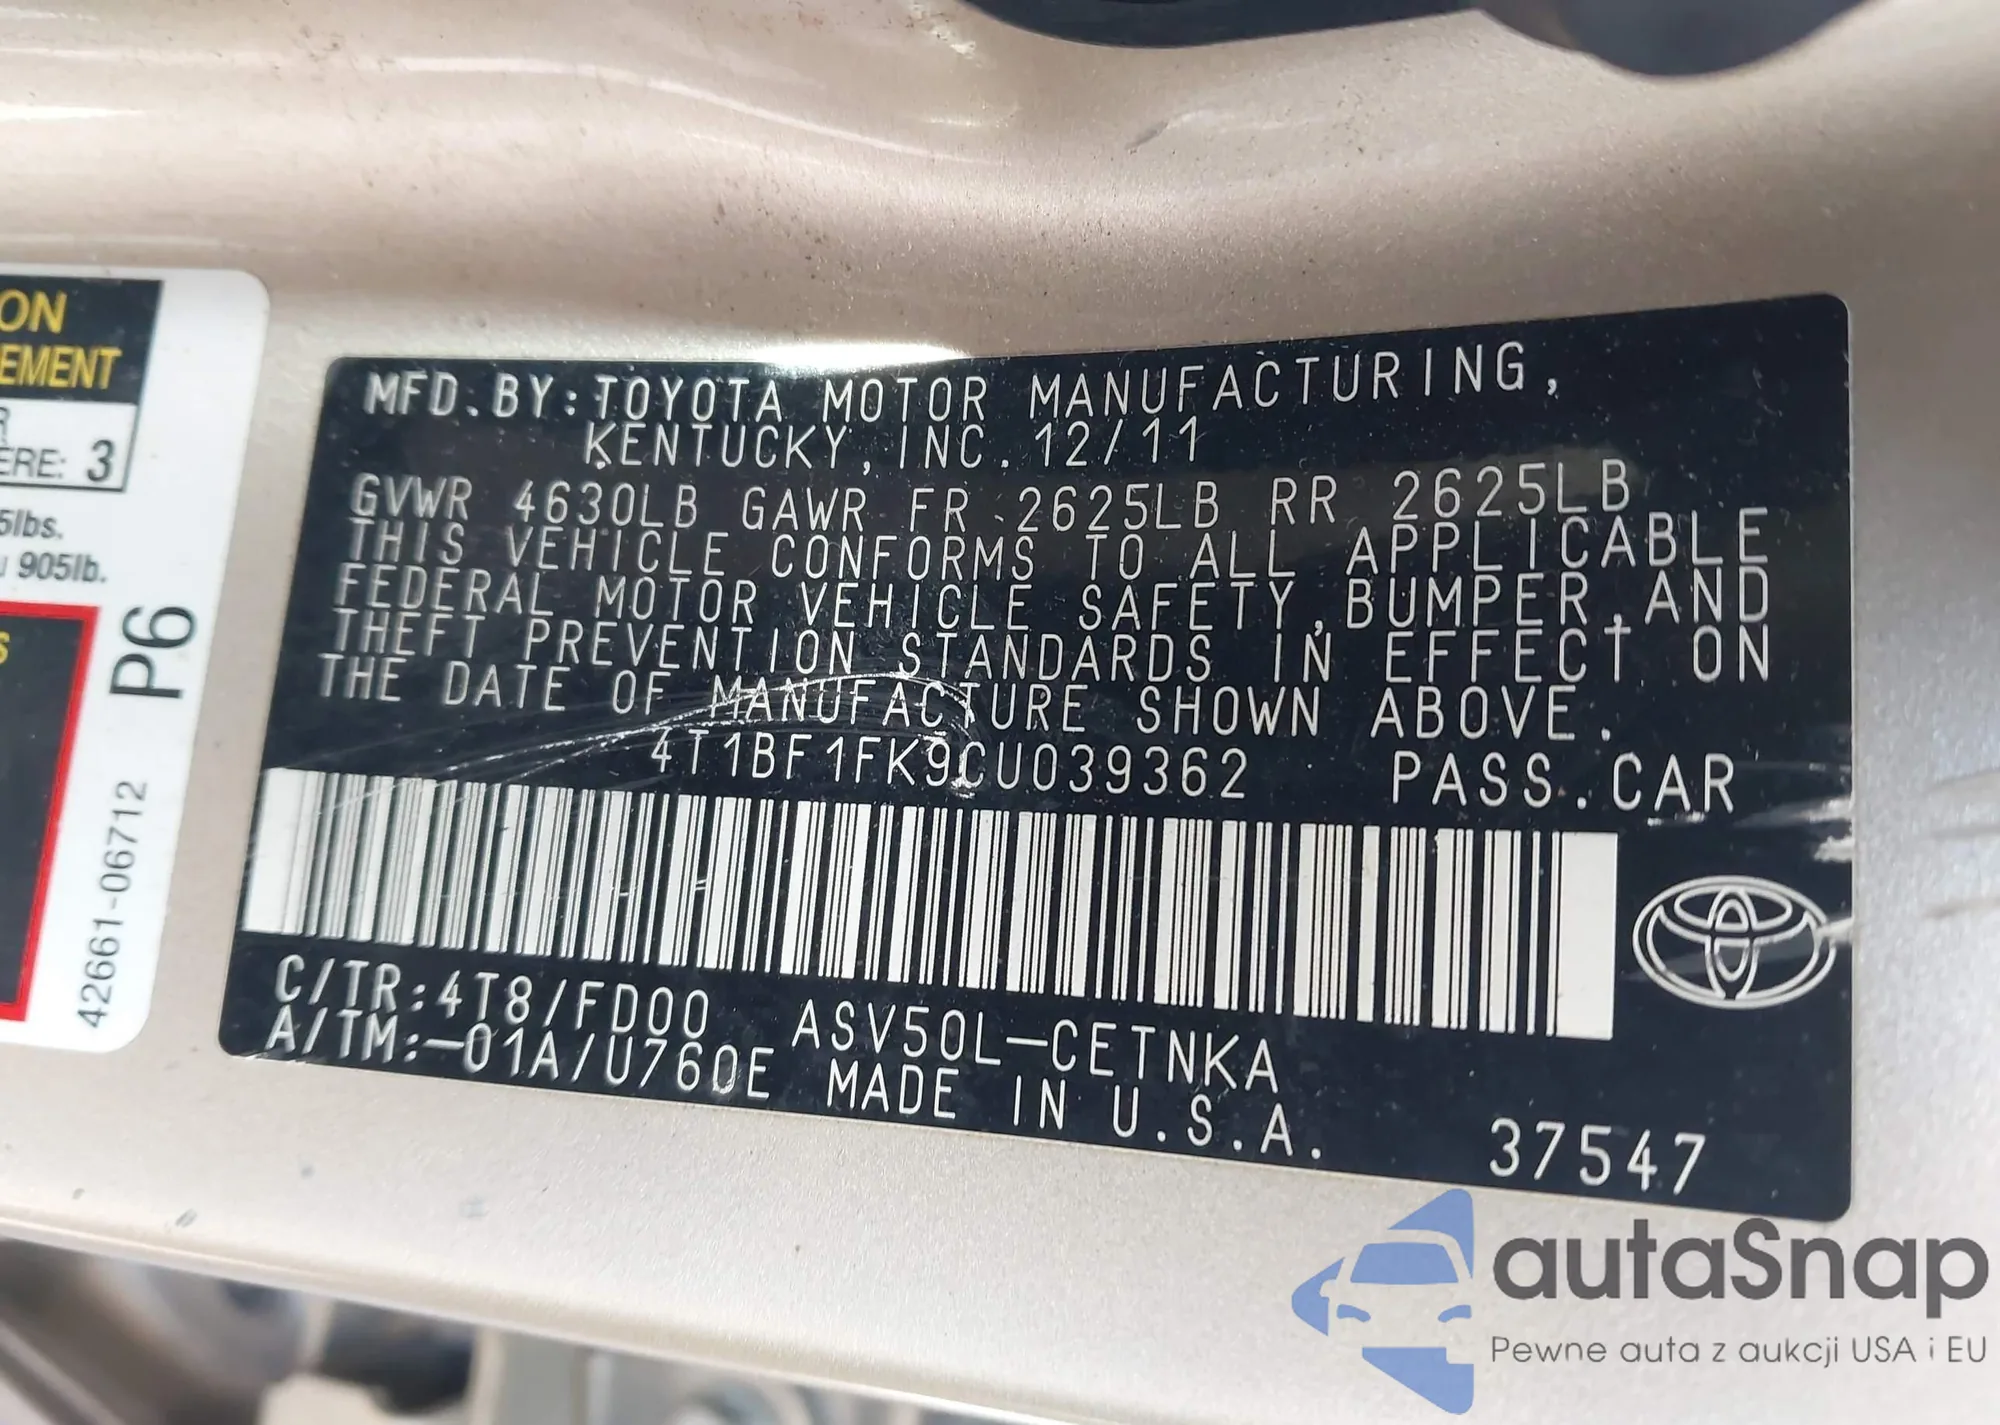 ON
EMENT
R
ERE: 3
5lbs.
905lb.
S
P6
42661-06712
MFD.BY:TOYOTA MOTOR MANUFACTURING,
KENTUCKY,INC. 12/11
GVWR 4630LB GAWR FR 2625LB RR 2625LB
THIS VEHICLE CONFORMS TO ALL APPLICABLE
FEDERAL MOTOR VEHICLE SAFETY,BUMPER,AND
THEFT PREVENTION STANDARDS IN EFFECT ON
THE DATE OF MANUFACTURE SHOWN ABOVE.
4T1BF1FK9CU039362 PASS.CAR
C/TR:4T8/FD00 ASV50L-CETNKA
A/TM:-01A/U760E MADE IN U.S.A.
37547
autaSnap
Pewne auta z aukcji USA i EU